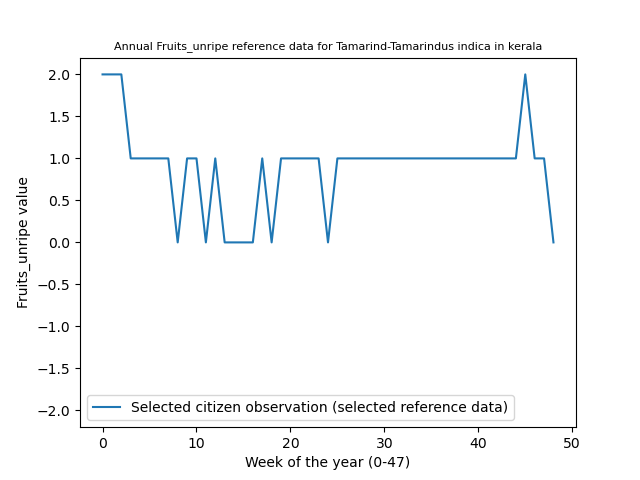 Annual Fruits_unripe reference data for Tamarind-Tamarindus indica in kerala
2.0
1.5
1.0
0.5
0.0
−0.5
−1.0
−1.5
−2.0
Fruits_unripe value
Selected citizen observation (selected reference data)
0 10 20 30 40 50
Week of the year (0-47)